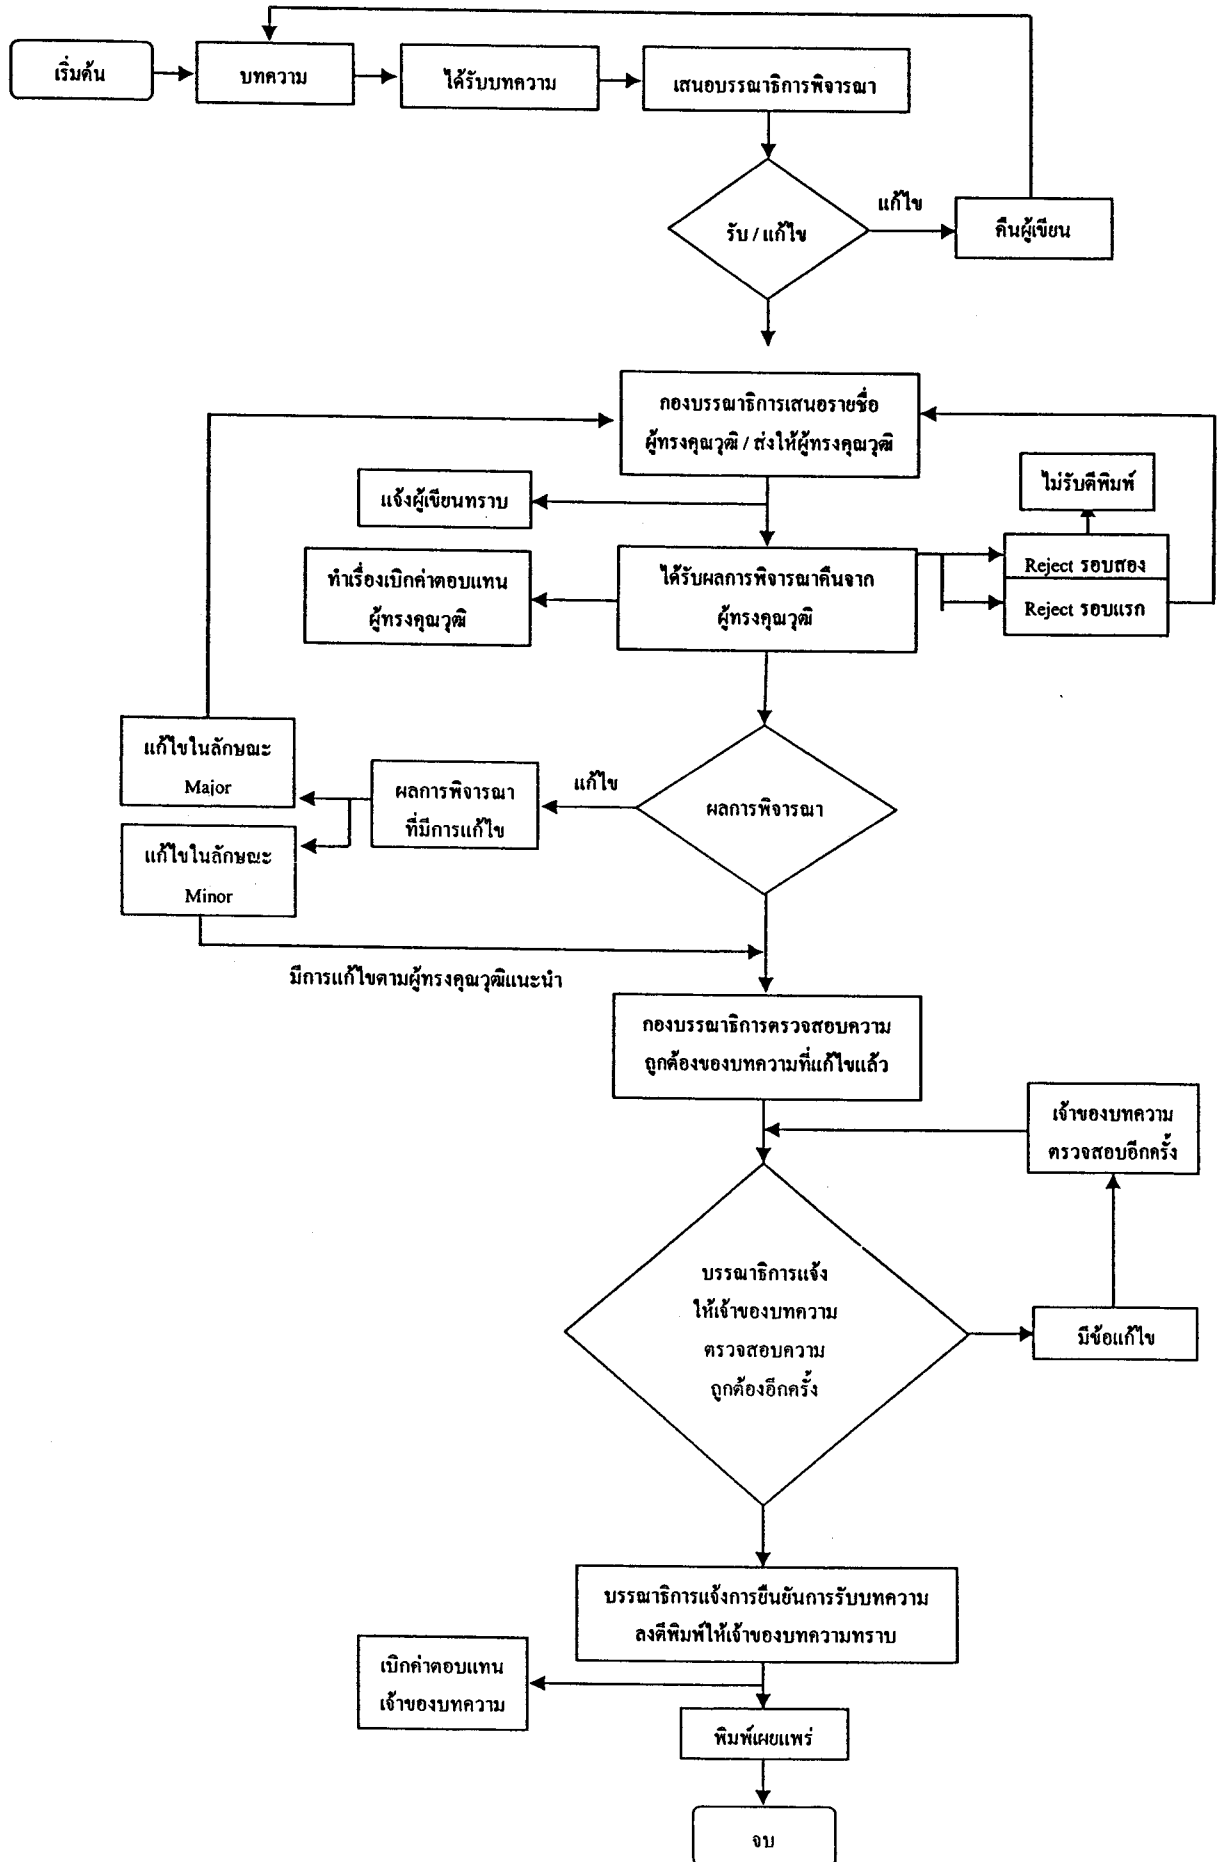 เริ่มต้น
บทความ
ได้รับบทความ
เสนอบรรณาธิการพิจารณา
รับ / แก้ไข
แก้ไข
คืนผู้เขียน
กองบรรณาธิการเสนอรายชื่อ
ผู้ทรงคุณวุฒิ / ส่งให้ผู้ทรงคุณวุฒิ
แจ้งผู้เขียนทราบ
ไม่รับตีพิมพ์
ทำเรื่องเบิกค่าตอบแทน
ผู้ทรงคุณวุฒิ
ได้รับผลการพิจารณาคืนจาก
ผู้ทรงคุณวุฒิ
Reject รอบสอง
Reject รอบแรก
แก้ไขในลักษณะ
Major
ผลการพิจารณา
ที่มีการแก้ไข
แก้ไข
ผลการพิจารณา
แก้ไขในลักษณะ
Minor
มีการแก้ไขตามผู้ทรงคุณวุฒิแนะนำ
กองบรรณาธิการตรวจสอบความ
ถูกต้องของบทความที่แก้ไขแล้ว
เจ้าของบทความ
ตรวจสอบอีกครั้ง
บรรณาธิการแจ้ง
ให้เจ้าของบทความ
ตรวจสอบความ
ถูกต้องอีกครั้ง
มีข้อแก้ไข
บรรณาธิการแจ้งการยืนยันการรับบทความ
ลงตีพิมพ์ให้เจ้าของบทความทราบ
เบิกค่าตอบแทน
เจ้าของบทความ
พิมพ์เผยแพร่
จบ